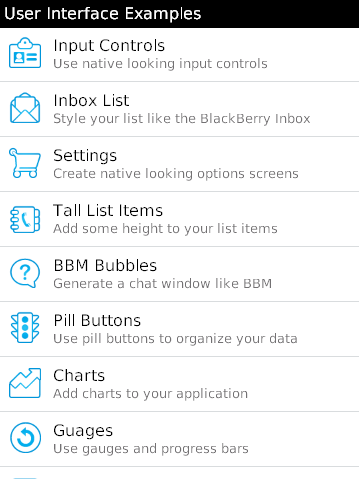 User Interface Examples
Input Controls
Use native looking input controls
Inbox List
Style your list like the BlackBerry Inbox
Settings
Create native looking options screens
Tall List Items
Add some height to your list items
BBM Bubbles
Generate a chat window like BBM
Pill Buttons
Use pill buttons to organize your data
Charts
Add charts to your application
Guages
Use gauges and progress bars